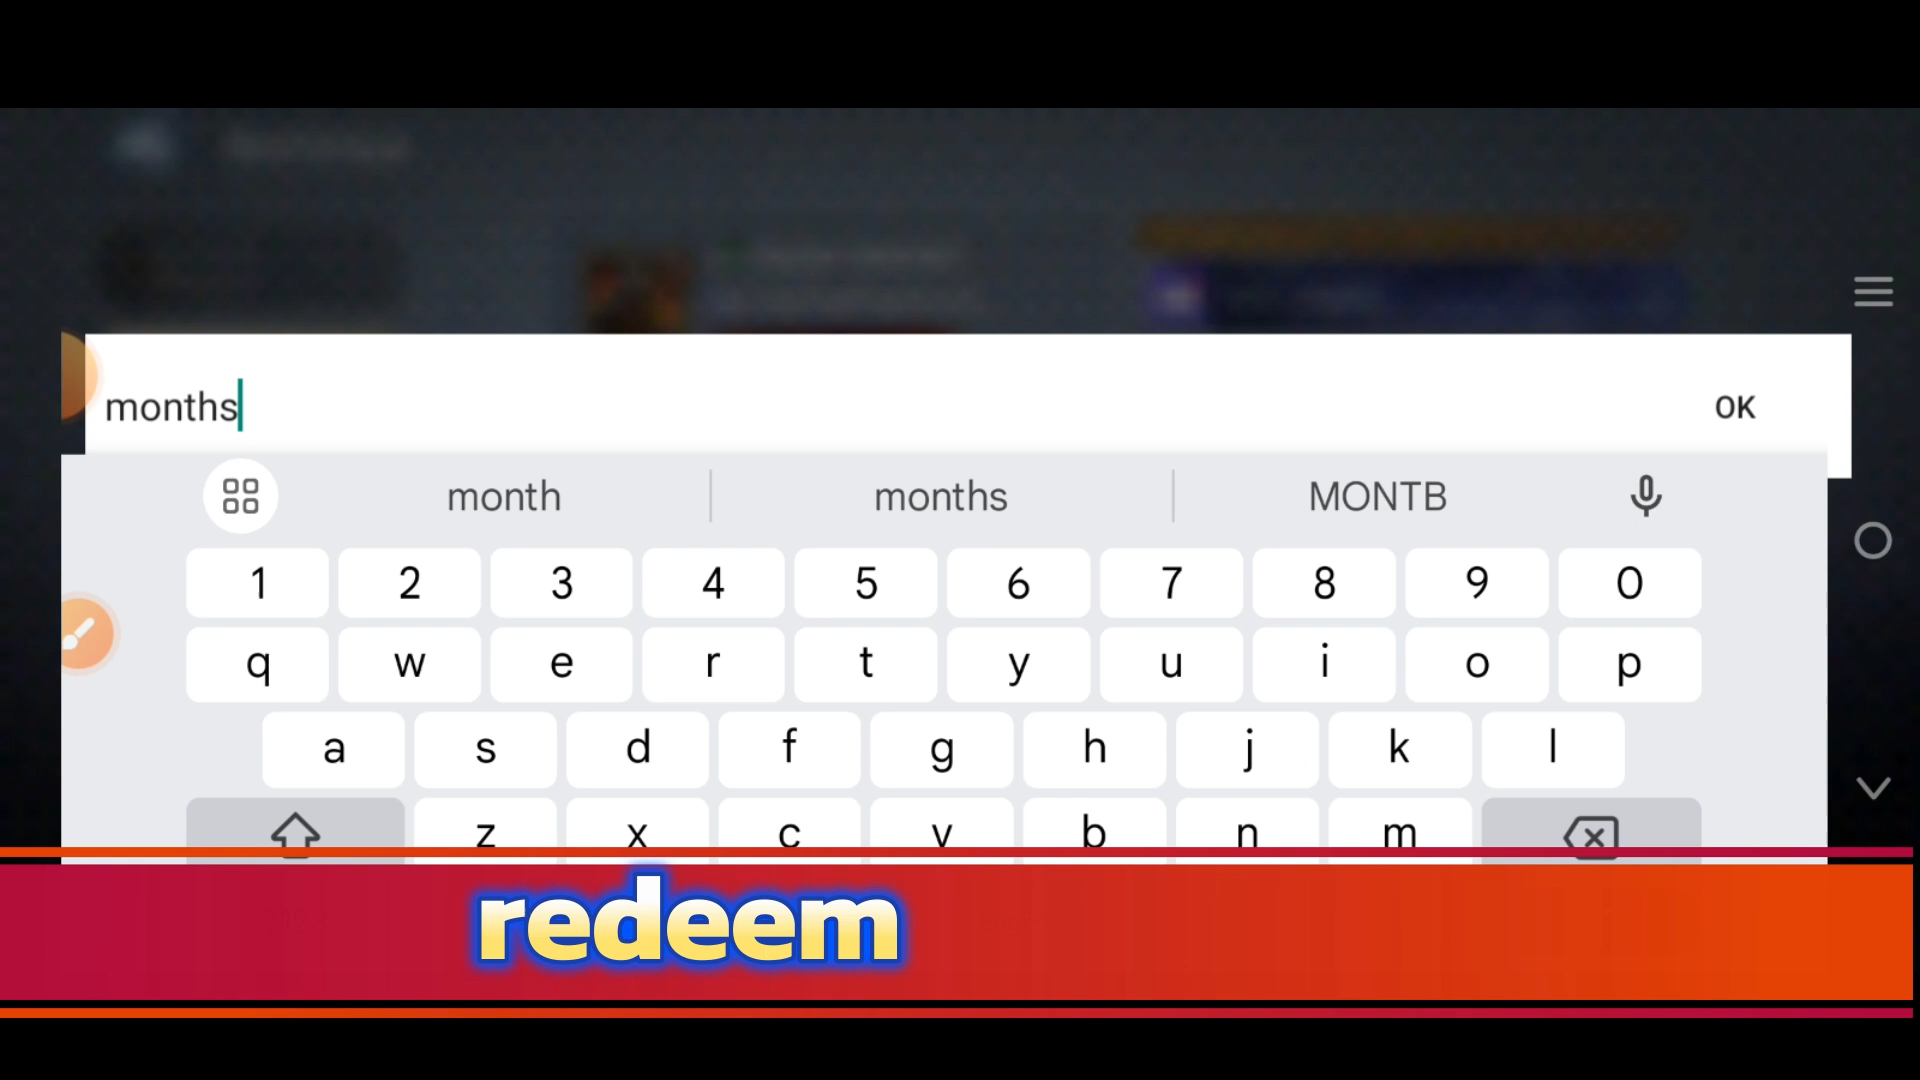 months
OK
month months MONTB
1 2 3 4 5 6 7 8 9 0
q w e r t y u i o p
a s d f g h j k l
z x c v b n m
redeem